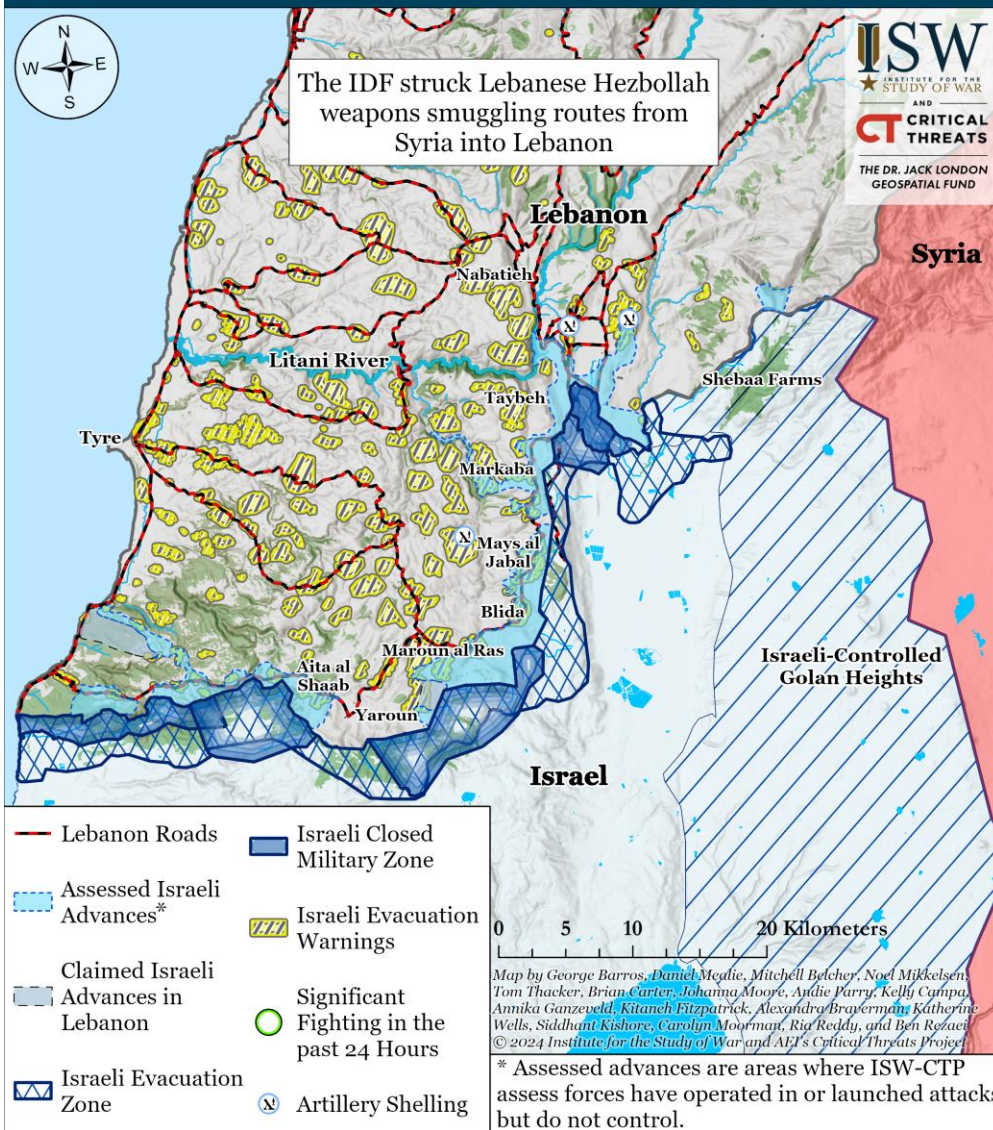 N
W E
S
ISW
INSTITUTE FOR THE
STUDY OF WAR
AND
CT CRITICAL
THREATS
THE DR. JACK LONDON
GEOSPATIAL FUND
The IDF struck Lebanese Hezbollah
weapons smuggling routes from
Syria into Lebanon
Lebanon
Syria
Nabatieh
Litani River
Shebaa Farms
Taybeh
Tyre
Markaba
Mays al
Jabal
Blida
Maroun al Ras
Aita al
Shaab
Yaroun
Israeli-Controlled
Golan Heights
Israel
Lebanon Roads
Assessed Israeli
Advances*
Claimed Israeli
Advances in
Lebanon
Israeli Evacuation
Zone
Israeli Closed
Military Zone
Israeli Evacuation
Warnings
Significant
Fighting in the
past 24 Hours
Artillery Shelling
0 5 10 20 Kilometers
Map by George Barros, Daniel Mealie, Mitchell Belcher, Noel Mikkelsen,
Tom Thacker, Brian Carter, Johanna Moore, Andie Parry, Kelly Campa,
Annika Ganzeveld, Kitaneh Fitzpatrick, Alexandra Braverman, Katherine
Wells, Siddhant Kishore, Carolyn Moorman, Ria Reddy, and Ben Rezaei
© 2024 Institute for the Study of War and AEI's Critical Threats Project
* Assessed advances are areas where ISW-CTP
assess forces have operated in or launched attacks
but do not control.